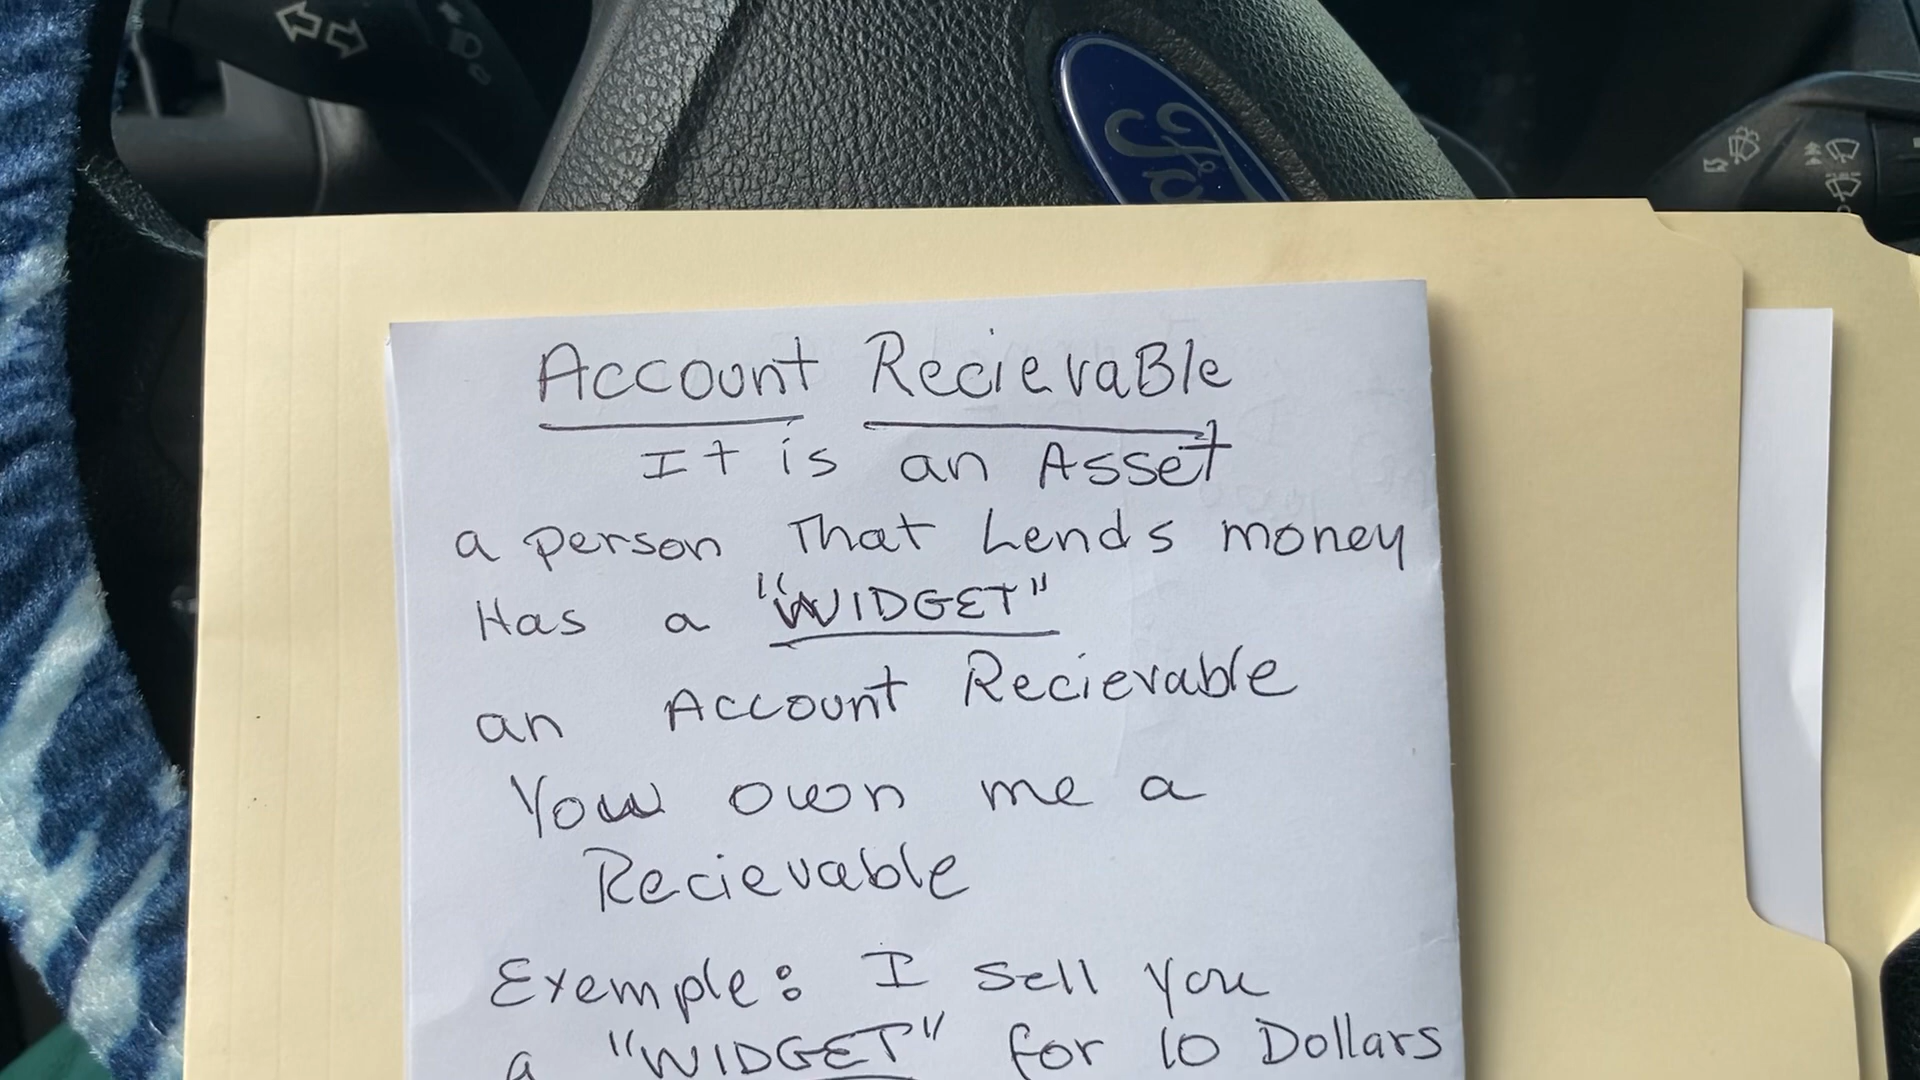 Ford
Account RecievaBle
It is an Asset
a person That Lends money
Has a "WIDGET"
an Account Recievable
You own me a
Recievable
Exemple: I sell you
a "WIDGET" for 10 Dollars